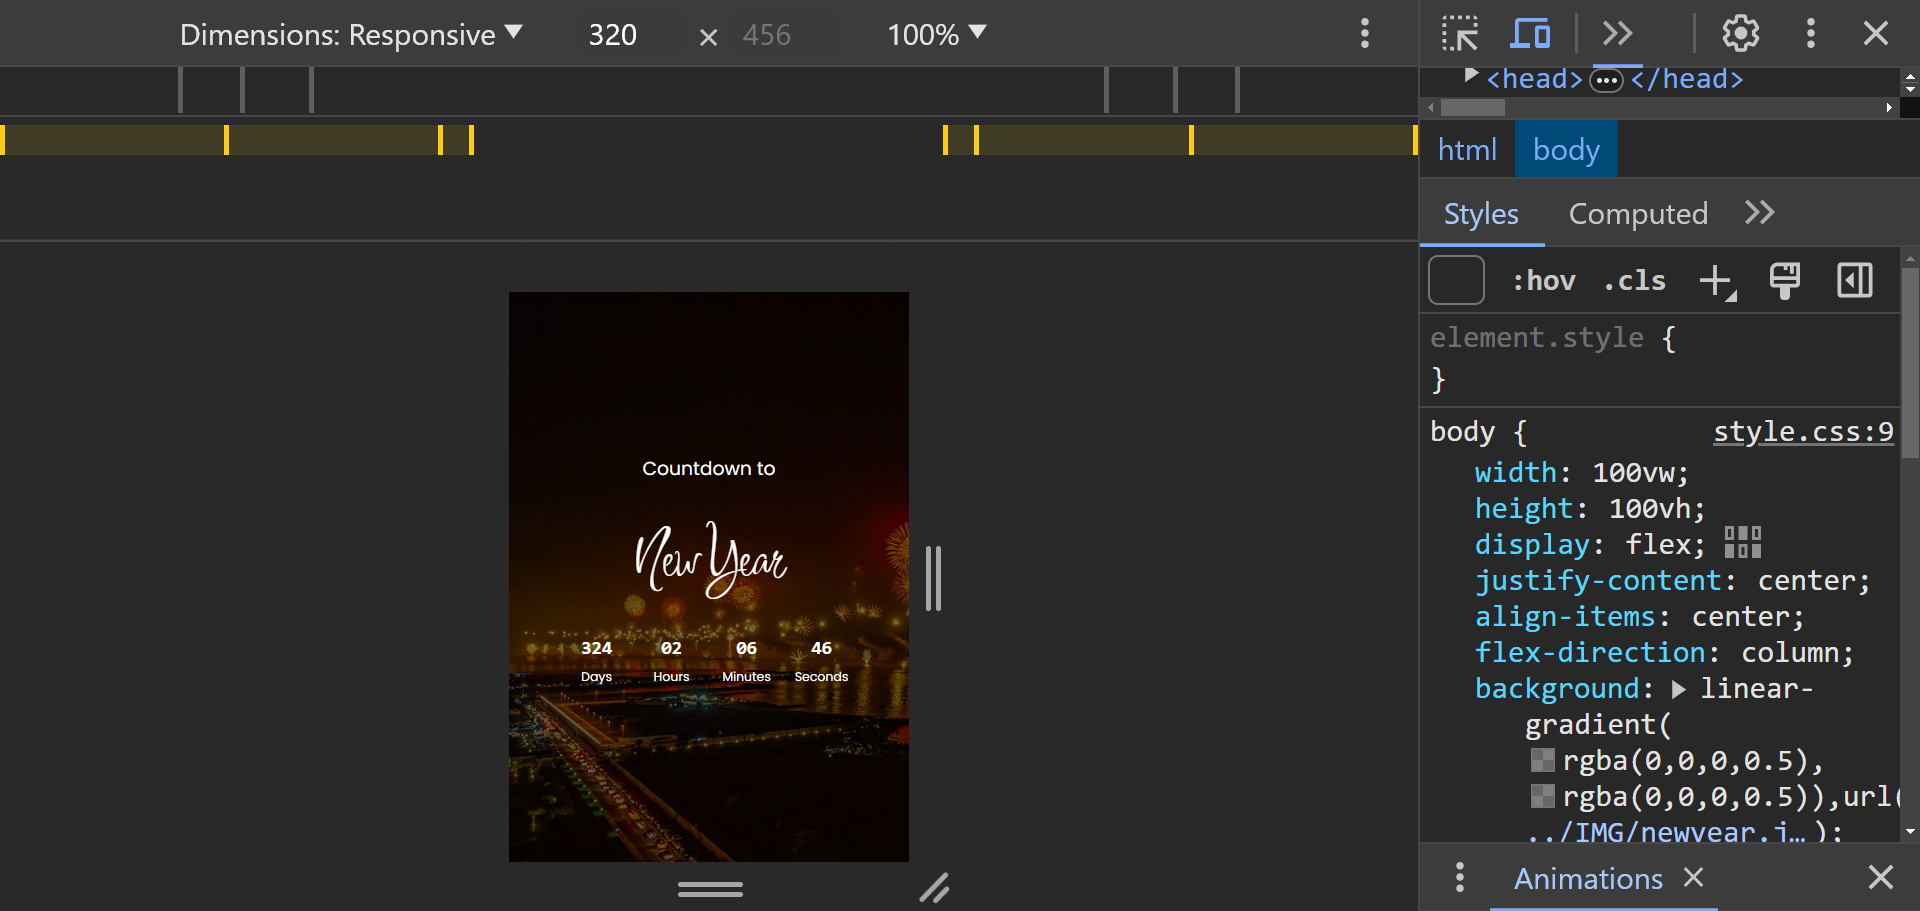 Dimensions: Responsive ▼ 320 × 456 100% ▼
<head> ••• </head>
html body
Styles Computed
:hov .cls
element.style {
}
body { style.css:9
width: 100vw;
height: 100vh;
display: flex;
justify-content: center;
align-items: center;
flex-direction: column;
background: ▶ linear-
gradient(
rgba(0,0,0,0.5),
rgba(0,0,0,0.5)),url(
../IMG/newyear.j… );
Animations
Countdown to
New Year
324 02 06 46
Days Hours Minutes Seconds